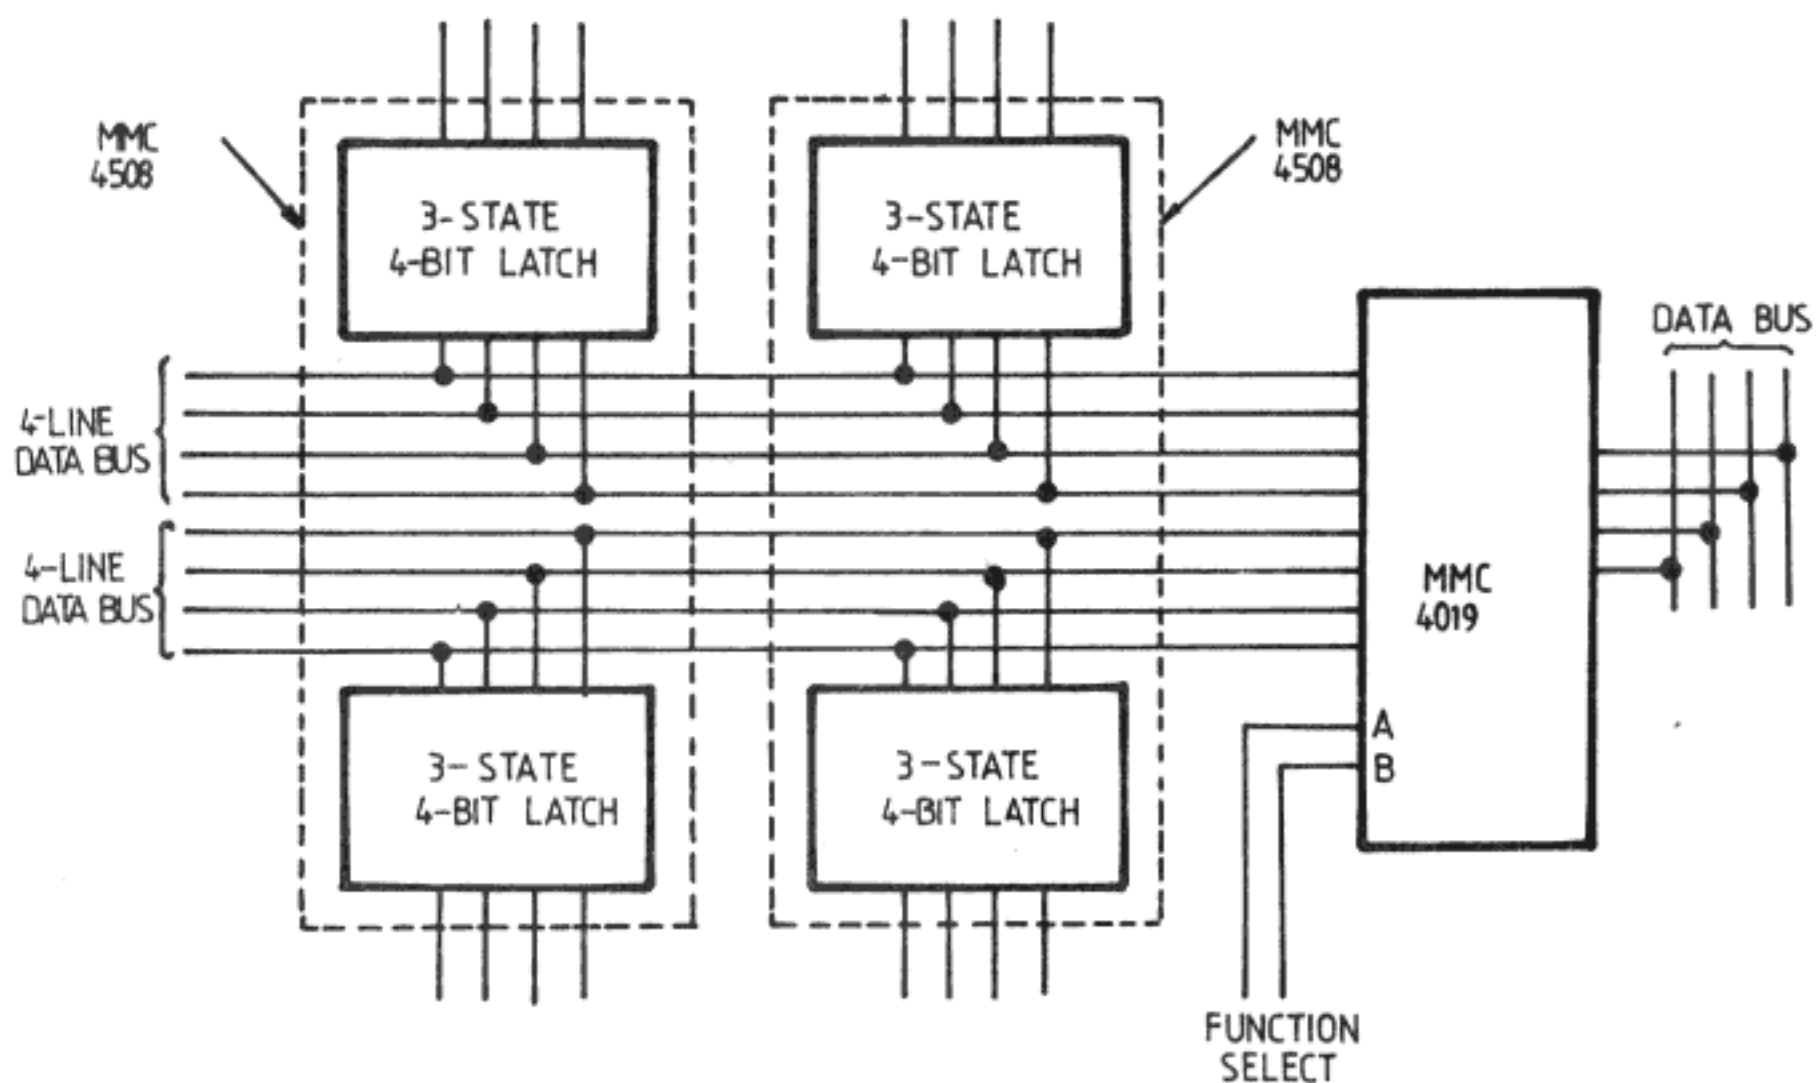 MMC
4508
3-STATE
4-BIT LATCH
3-STATE
4-BIT LATCH
MMC
4508
DATA BUS
4-LINE
DATA BUS
4-LINE
DATA BUS
MMC
4019
A
B
3-STATE
4-BIT LATCH
3-STATE
4-BIT LATCH
FUNCTION
SELECT